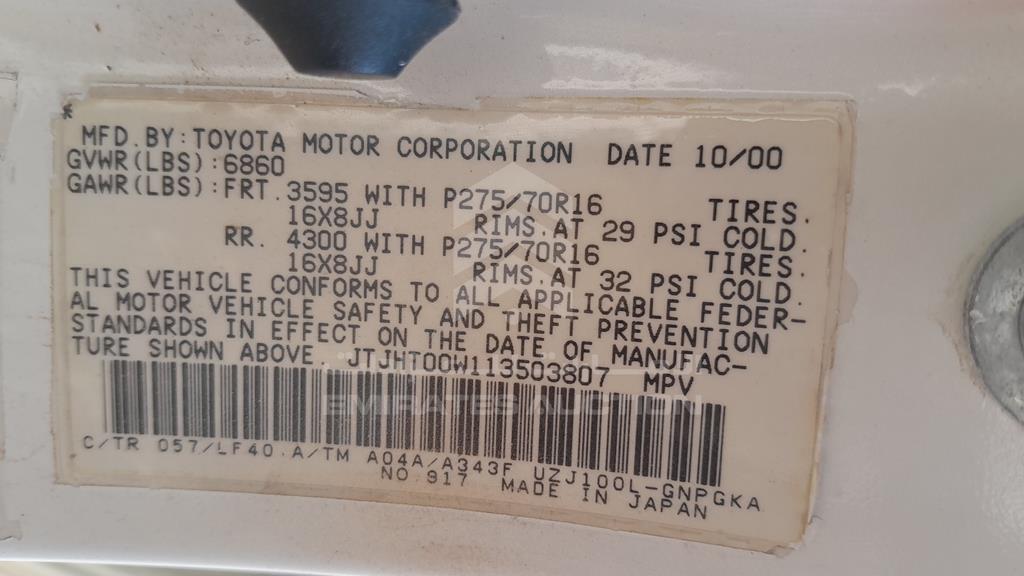 *
MFD.BY:TOYOTA MOTOR CORPORATION DATE 10/00
GVWR(LBS):6860
GAWR(LBS):FRT.3595 WITH P275/70R16 TIRES.
16X8JJ RIMS.AT 29 PSI COLD.
RR. 4300 WITH P275/70R16 TIRES.
16X8JJ RIMS.AT 32 PSI COLD.
THIS VEHICLE CONFORMS TO ALL APPLICABLE FEDER-
AL MOTOR VEHICLE SAFETY AND THEFT PREVENTION
STANDARDS IN EFFECT ON THE DATE OF MANUFAC-
TURE SHOWN ABOVE. JTJHT00W113503807 MPV
EMIRATES AUCTION
C/TR 057/LF40.A/TM A04A/A343F UZJ100L-GNPGKA
NO.917 MADE IN JAPAN